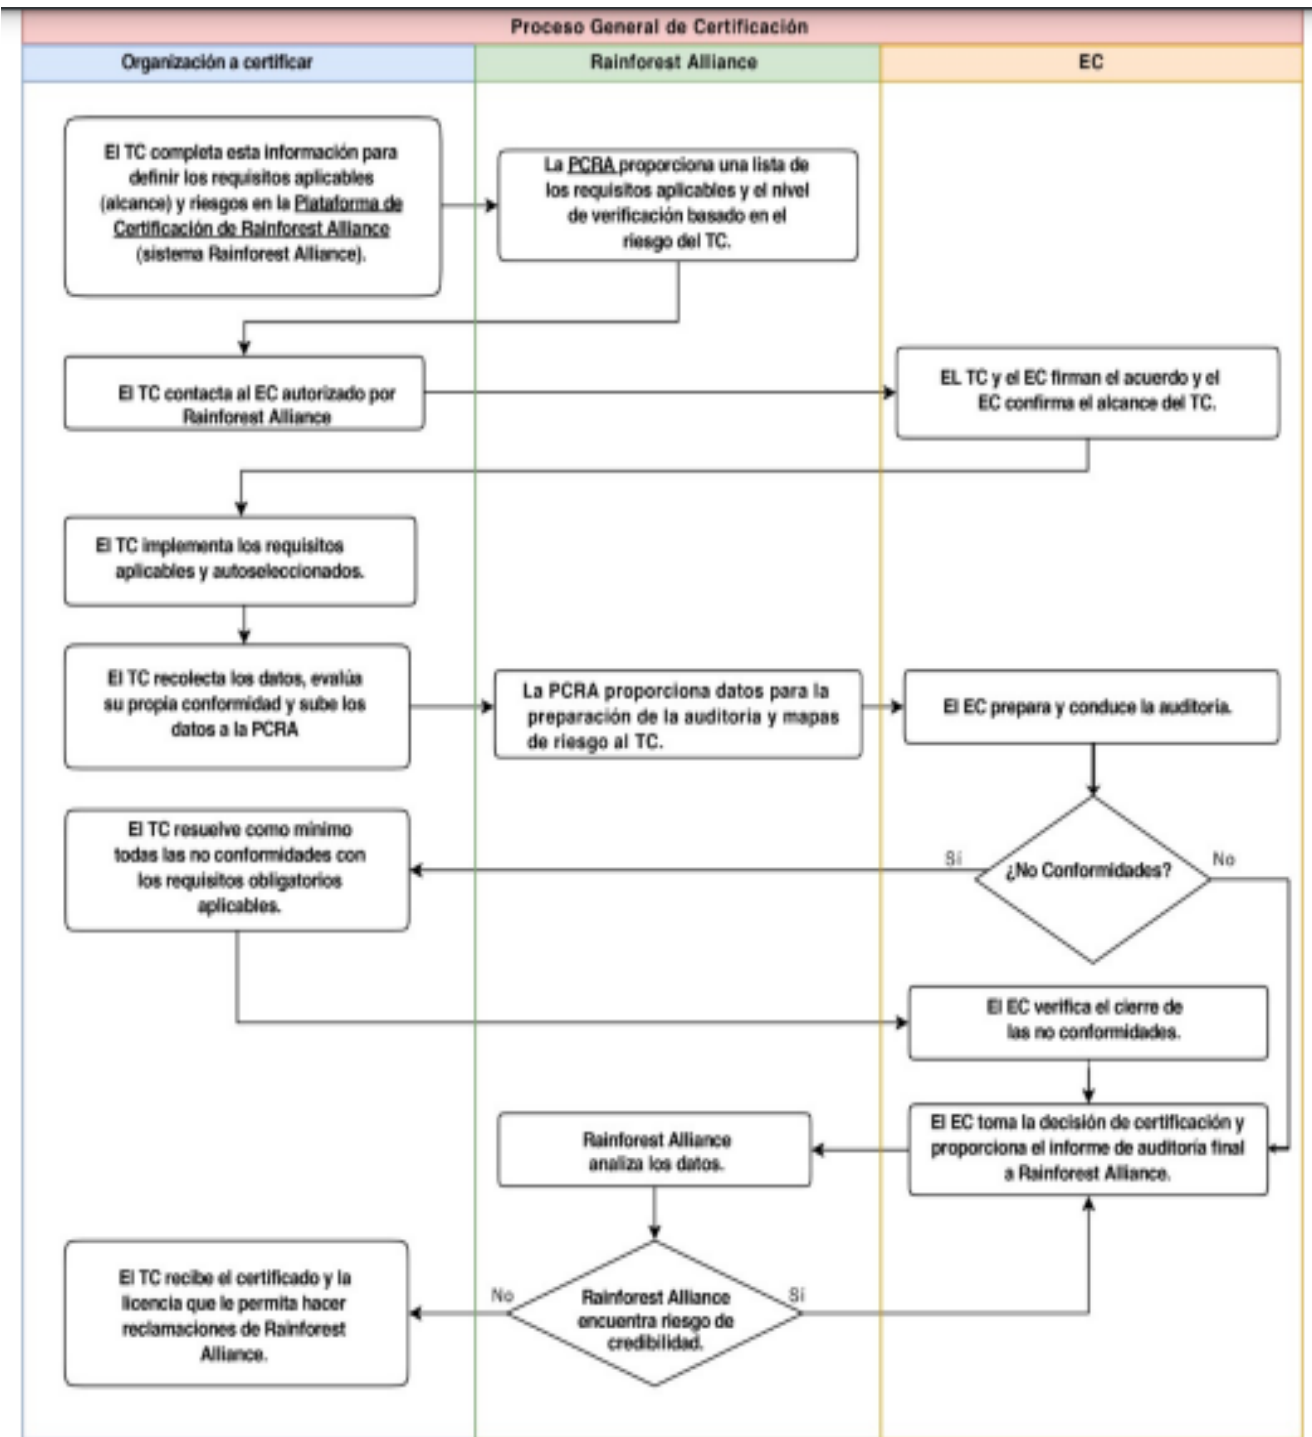 Proceso General de Certificación
Organización a certificar
Rainforest Alliance
EC
El TC completa esta información para
definir los requisitos aplicables
(alcance) y riesgos en la Plataforma de
Certificación de Rainforest Alliance
(sistema Rainforest Alliance).
La PCRA proporciona una lista de
los requisitos aplicables y el nivel
de verificación basado en el
riesgo del TC.
El TC contacta al EC autorizado por
Rainforest Alliance
EL TC y el EC firman el acuerdo y el
EC confirma el alcance del TC.
El TC implementa los requisitos
aplicables y autoseleccionados.
El TC recolecta los datos, evalúa
su propia conformidad y sube los
datos a la PCRA
La PCRA proporciona datos para la
preparación de la auditoria y mapas
de riesgo al TC.
El EC prepara y conduce la auditoria.
El TC resuelve como mínimo
todas las no conformidades con
los requisitos obligatorios
aplicables.
Sí
¿No Conformidades?
No
El EC verifica el cierre de
las no conformidades.
Rainforest Alliance
analiza los datos.
El EC toma la decisión de certificación y
proporciona el informe de auditoría final
a Rainforest Alliance.
El TC recibe el certificado y la
licencia que le permita hacer
reclamaciones de Rainforest
Alliance.
No
Rainforest Alliance
encuentra riesgo de
credibilidad.
Sí